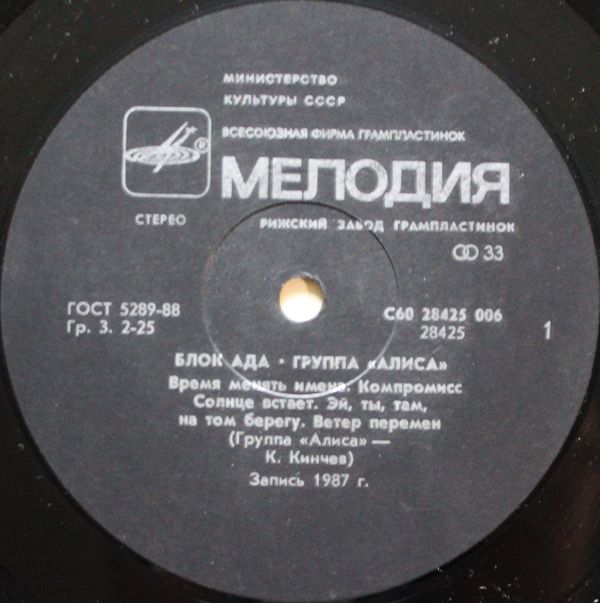 МИНИСТЕРСТВО
КУЛЬТУРЫ СССР
ВСЕСОЮЗНАЯ ФИРМА ГРАМПЛАСТИНОК
®
МЕЛОДИЯ
СТЕРЕО
РИЖСКИЙ ЗАВОД ГРАМПЛАСТИНОК
33
ГОСТ 5289-88
Гр. 3. 2-25
С60 28425 006
28425
1
БЛОК АДА • ГРУППА «АЛИСА»
Время менять имена. Компромисс
Солнце встает. Эй, ты, там,
на том берегу. Ветер перемен
(Группа «Алиса» —
К. Кинчев)
Запись 1987 г.